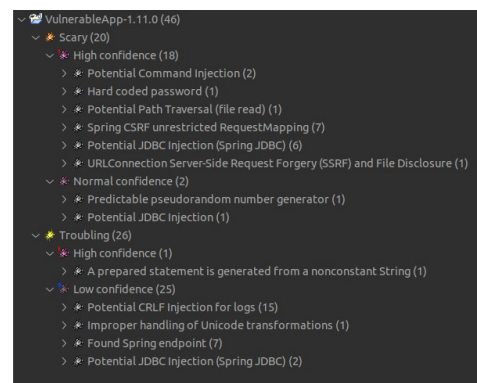 VulnerableApp-1.11.0 (46)
Scary (20)
High confidence (18)
Potential Command Injection (2)
Hard coded password (1)
Potential Path Traversal (file read) (1)
Spring CSRF unrestricted RequestMapping (7)
Potential JDBC Injection (Spring JDBC) (6)
URLConnection Server-Side Request Forgery (SSRF) and File Disclosure (1)
Normal confidence (2)
Predictable pseudorandom number generator (1)
Potential JDBC Injection (1)
Troubling (26)
High confidence (1)
A prepared statement is generated from a nonconstant String (1)
Low confidence (25)
Potential CRLF Injection for logs (15)
Improper handling of Unicode transformations (1)
Found Spring endpoint (7)
Potential JDBC Injection (Spring JDBC) (2)